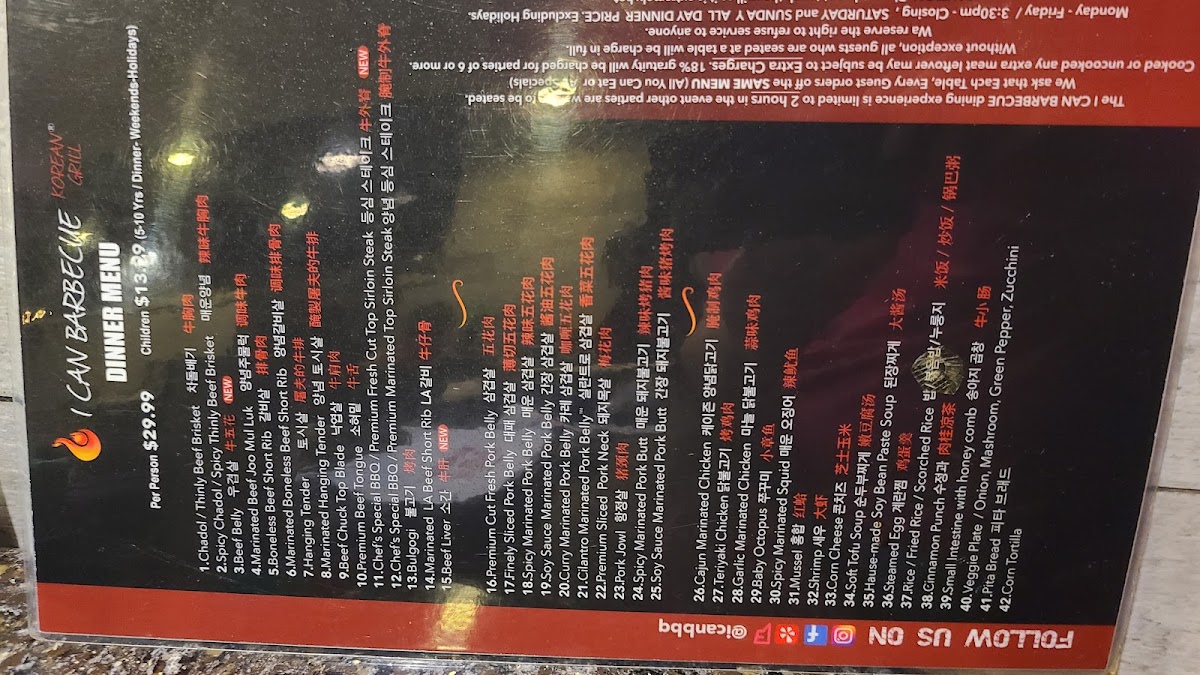 I CAN BARBECUE KOREAN GRILL
DINNER MENU
Per Person $29.99 Children $13.99 (5-10 Yrs / Dinner- Weekends-Holidays)
1.Chadol / Thinly Beef Brisket 차돌배기 牛胸肉
2.Spicy Chadol / Spicy Thinly Beef Brisket 매운양념 辣味牛胸肉
3.Beef Belly 우겹살 牛五花 NEW
4.Marinated Beef Joo Mul Luk 양념주물럭 调味牛肉
5.Boneless Beef Short Rib 갈비살 排骨肉
6.Marinated Boneless Beef Short Rib 양념갈비살 调味排骨肉
7.Hanging Tender 토시살 屠夫的牛排
8.Marinated Hanging Tender 양념 토시살 醃製屠夫的牛排
9.Beef Chuck Top Blade 낙엽살 牛肩肉
10.Premium Beef Tongue 소혀밑 牛舌
11.Chef's Special BBQ / Premium Fresh Cut Top Sirloin Steak 등심 스테이크 牛外脊 NEW
12.Chef's Special BBQ / Premium Marinated Top Sirloin Steak 양념 등심 스테이크 腌制牛外脊
13.Bulgogi 불고기 烤肉
14.Marinated LA Beef Short Rib LA갈비 牛仔骨
15.Beef Liver 소간 牛肝 NEW
16.Premium Cut Fresh Pork Belly 삼겹살 五花肉
17.Finely Sliced Pork Belly 대패 삼겹살 薄切五花肉
18.Spicy Marinated Pork Belly 매운 삼겹살 辣味五花肉
19.Soy Sauce Marinated Pork Belly 간장 삼겹살 酱油五花肉
20.Curry Marinated Pork Belly 카레 삼겹살 咖喱五花肉
21.Cilantro Marinated Pork Belly™ 실란트로 삼겹살 香菜五花肉
22.Premium Sliced Pork Neck 돼지목살 梅花肉
23.Pork Jowl 항정살 猪颈肉
24.Spicy Marinated Pork Butt 매운 돼지불고기 辣味烤猪肉
25.Soy Sauce Marinated Pork Butt 간장 돼지불고기 酱味猪烤肉
26.Cajun Marinated Chicken 케이준 양념닭고기 腌制鸡肉
27.Teriyaki Chicken 닭불고기 烤鸡肉
28.Garlic Marinated Chicken 마늘 닭불고기 蒜味鸡肉
29.Baby Octopus 쭈꾸미 小章鱼
30.Spicy Marinated Squid 매운 오징어 辣鱿鱼
31.Mussel 홍합 红蛤
32.Shrimp 새우 大虾
33.Corn Cheese 콘치즈 芝士玉米
34.Soft Tofu Soup 순두부찌게 嫩豆腐汤
35.Hause-made Soy Bean Paste Soup 된장찌게 大酱汤
36.Steamed Egg 계란찜 鸡蛋羹
37.Rice / Fried Rice / Scorched Rice 밥/볶음밥/누룽지 米饭 / 炒饭 / 锅巴粥
38.Cinnamon Punch 수정과 肉桂凉茶
39.Small Intestine with honey comb 송아지 곱창 牛小肠
40.Veggie Plate / Onion, Mashroom, Green Pepper, Zucchini
41.Pita Bread 피타 브레드
42.Corn Tortilla
The I CAN BARBECUE dining experience is limited to 2 hours in the event other parties are to be seated.
We ask that Each Table, Every Guest orders off the SAME MENU (All You Can Eat or Specials)
Cooked or uncooked any extra meat leftover may be subject to Extra Charges. 18% gratuity will be charged for parties of 6 or more.
Without exception, all guests who are seated at a table will be charge in full.
Wa reserve the right to refuse service to anyone.
Monday - Friday / 3:30pm - Closing , SATURDAY and SUNDAY ALL DAY DINNER PRICE. Excluding Holidays.
FOLLOW US ON @icanbbq